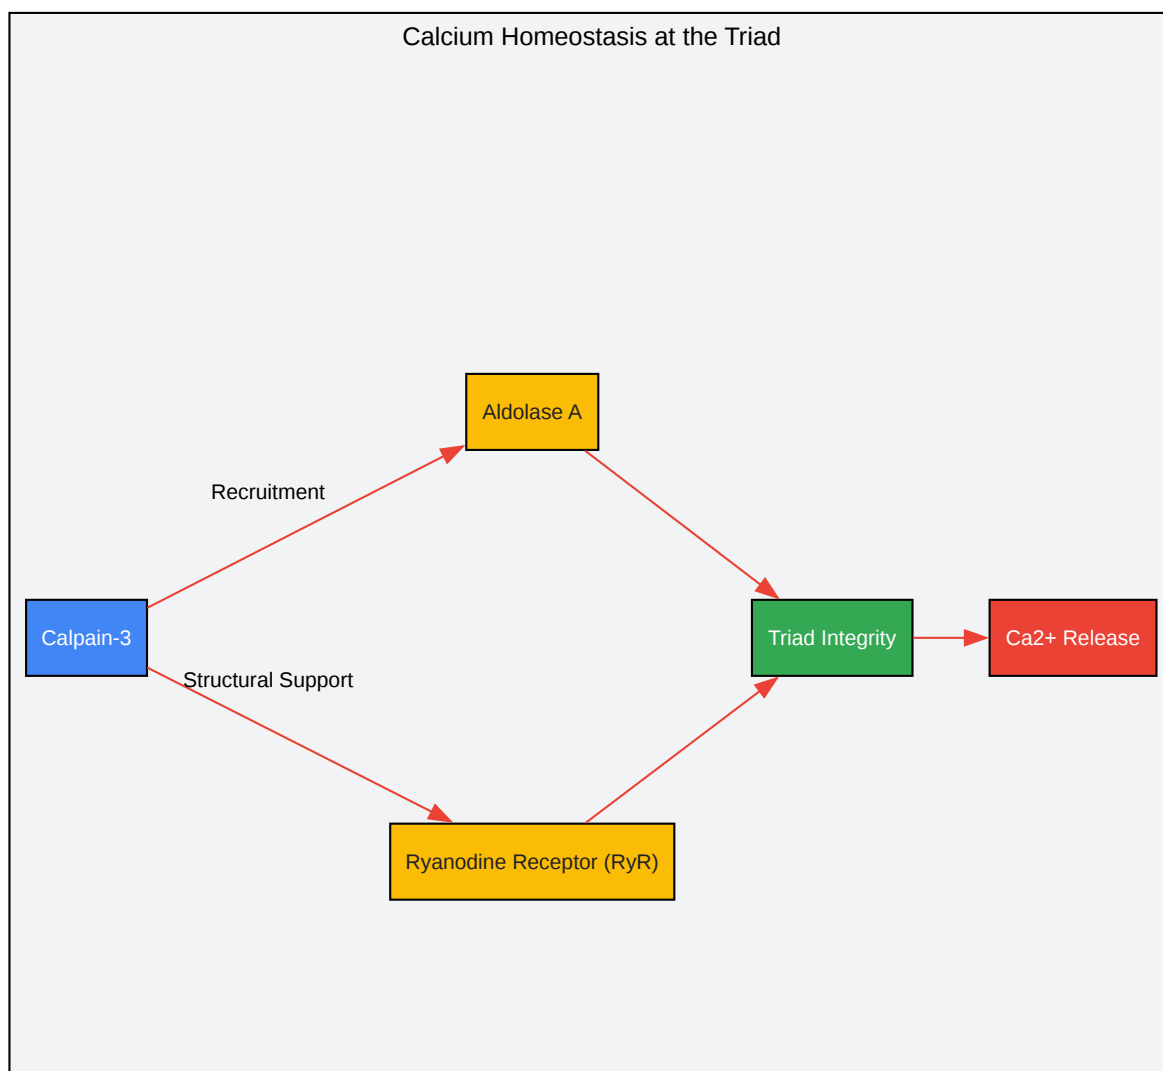 Calcium Homeostasis at the Triad
Aldolase A
Recruitment
Calpain-3
Triad Integrity
Ca2+ Release
Structural Support
Ryanodine Receptor (RyR)